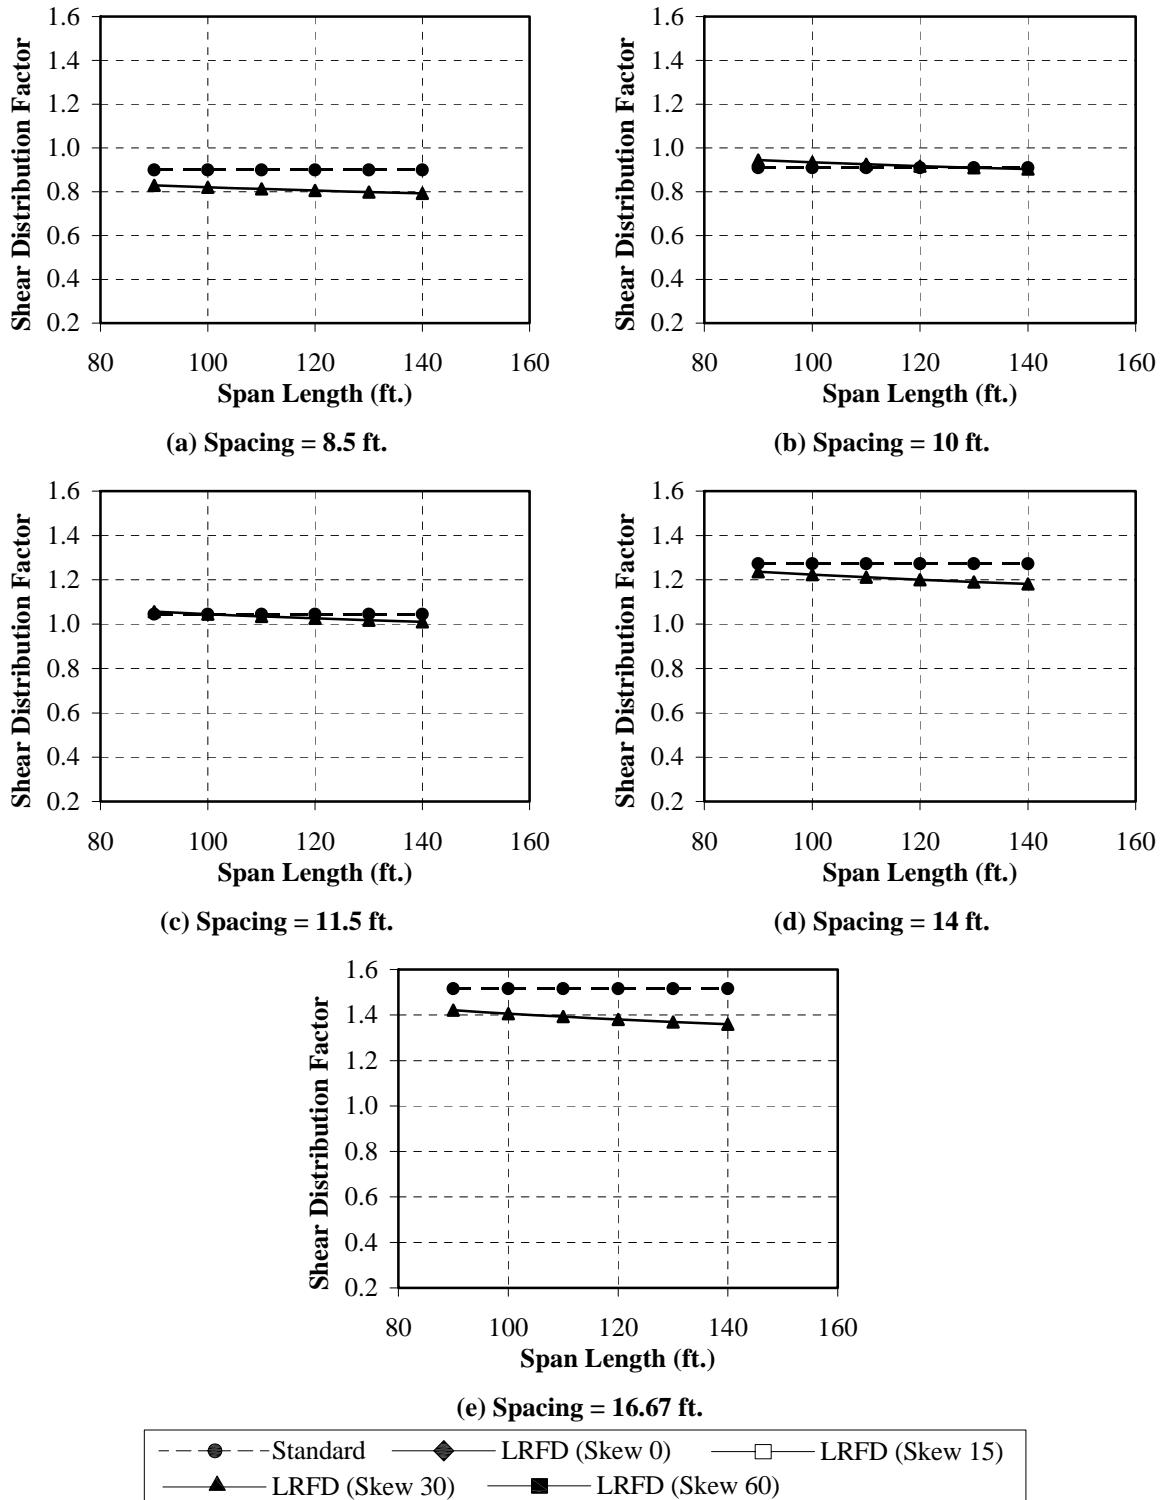 1.6
1.4
1.2
1.0
0.8
0.6
0.4
0.2
Shear Distribution Factor
80 100 120 140 160
Span Length (ft.)
(a) Spacing = 8.5 ft.
1.6
1.4
1.2
1.0
0.8
0.6
0.4
0.2
Shear Distribution Factor
80 100 120 140 160
Span Length (ft.)
(b) Spacing = 10 ft.
1.6
1.4
1.2
1.0
0.8
0.6
0.4
0.2
Shear Distribution Factor
80 100 120 140 160
Span Length (ft.)
(c) Spacing = 11.5 ft.
1.6
1.4
1.2
1.0
0.8
0.6
0.4
0.2
Shear Distribution Factor
80 100 120 140 160
Span Length (ft.)
(d) Spacing = 14 ft.
1.6
1.4
1.2
1.0
0.8
0.6
0.4
0.2
Shear Distribution Factor
80 100 120 140 160
Span Length (ft.)
(e) Spacing = 16.67 ft.
Standard LRFD (Skew 0) LRFD (Skew 15)
LRFD (Skew 30) LRFD (Skew 60)